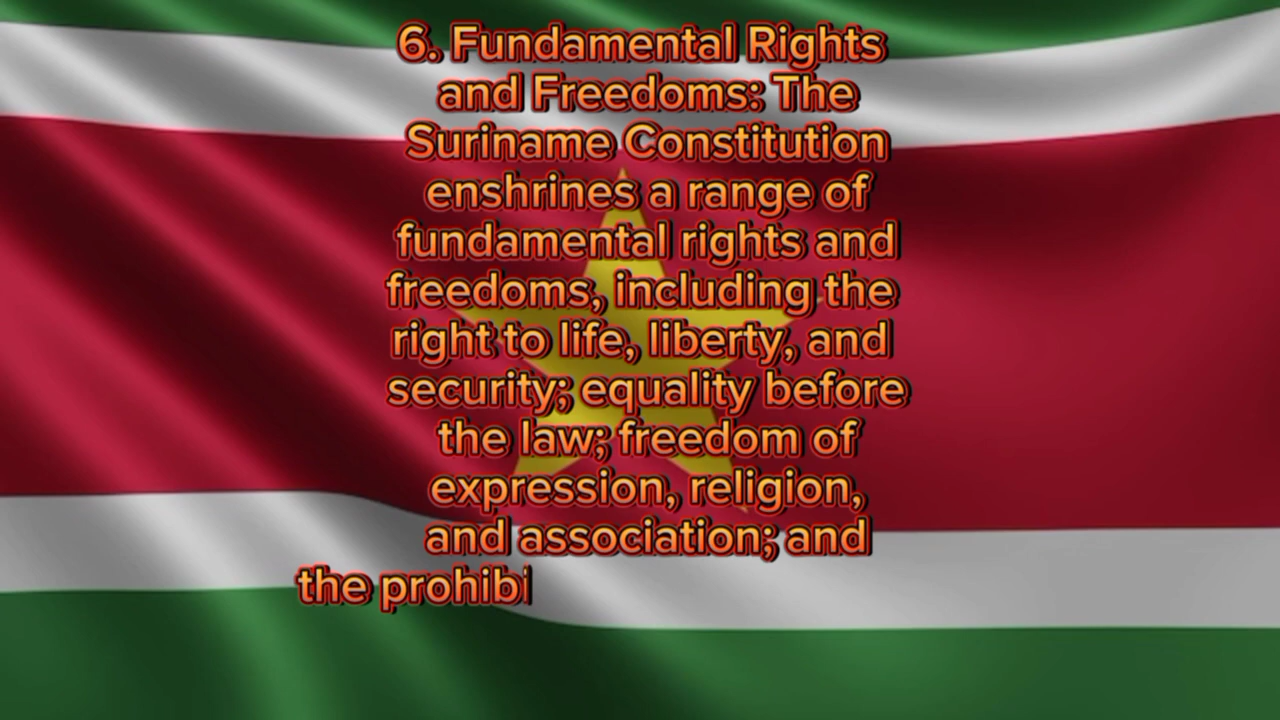 6. Fundamental Rights
and Freedoms: The
Suriname Constitution
enshrines a range of
fundamental rights and
freedoms, including the
right to life, liberty, and
security; equality before
the law; freedom of
expression, religion,
and association; and
the prohibi